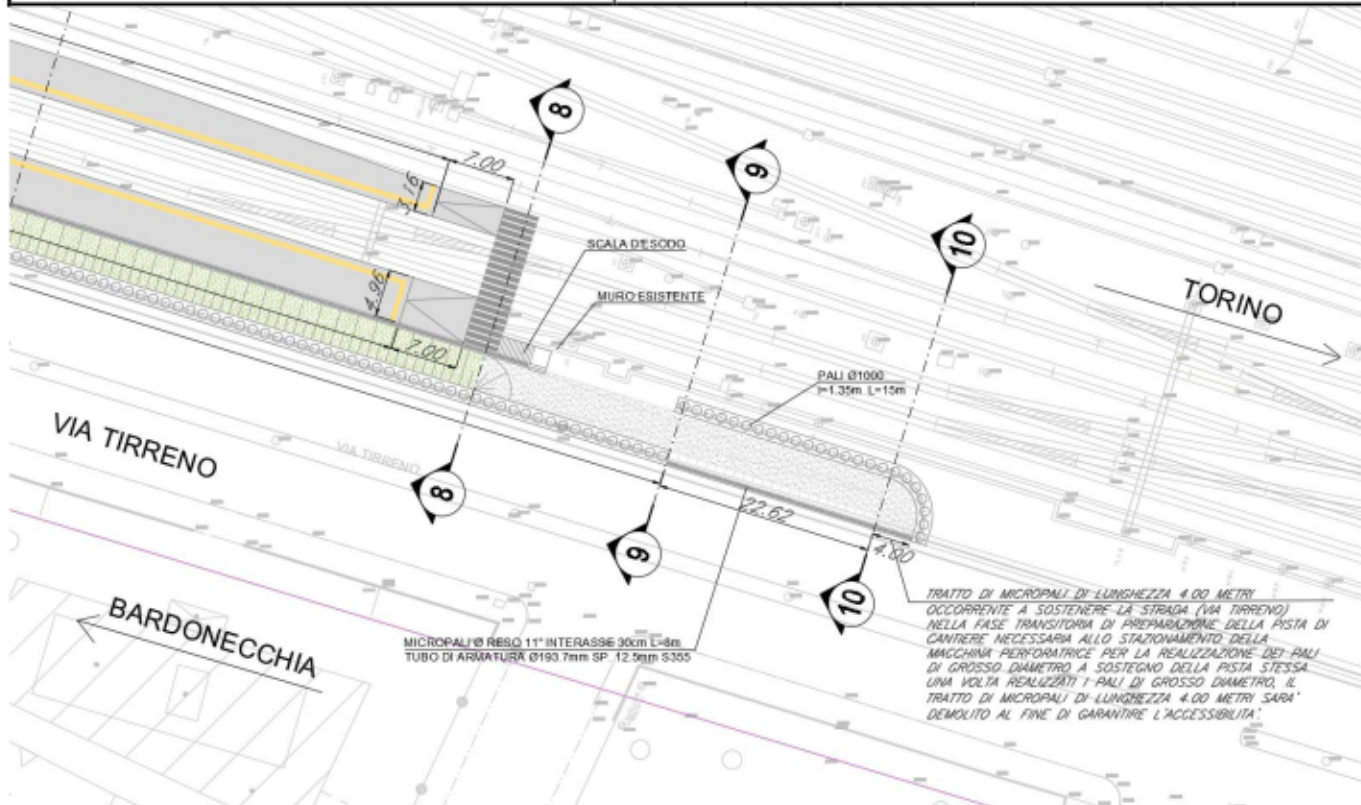 8
7.00
3.16
9
10
SCALA D'ESODO
MURO ESISTENTE
TORINO
4.96
7.00
PALI Ø1000
i=1.35m L=15m
VIA TIRRENO
VIA TIRRENO
8
22.62
9
4.00
10
BARDONECCHIA
MICROPALI Ø RESO 11" INTERASSE 30cm L=8m
TUBO DI ARMATURA Ø193.7mm SP. 12.5mm S355
TRATTO DI MICROPALI DI LUNGHEZZA 4.00 METRI
OCCORRENTE A SOSTENERE LA STRADA (VIA TIRRENO)
NELLA FASE TRANSITORIA DI PREPARAZIONE DELLA PISTA DI
CANTIERE NECESSARIA ALLO STAZIONAMENTO DELLA
MACCHINA PERFORATRICE PER LA REALIZZAZIONE DEI PALI
DI GROSSO DIAMETRO A SOSTEGNO DELLA PISTA STESSA
UNA VOLTA REALIZZATI I PALI DI GROSSO DIAMETRO, IL
TRATTO DI MICROPALI DI LUNGHEZZA 4.00 METRI SARA'
DEMOLITO AL FINE DI GARANTIRE L'ACCESSIBILITA'.